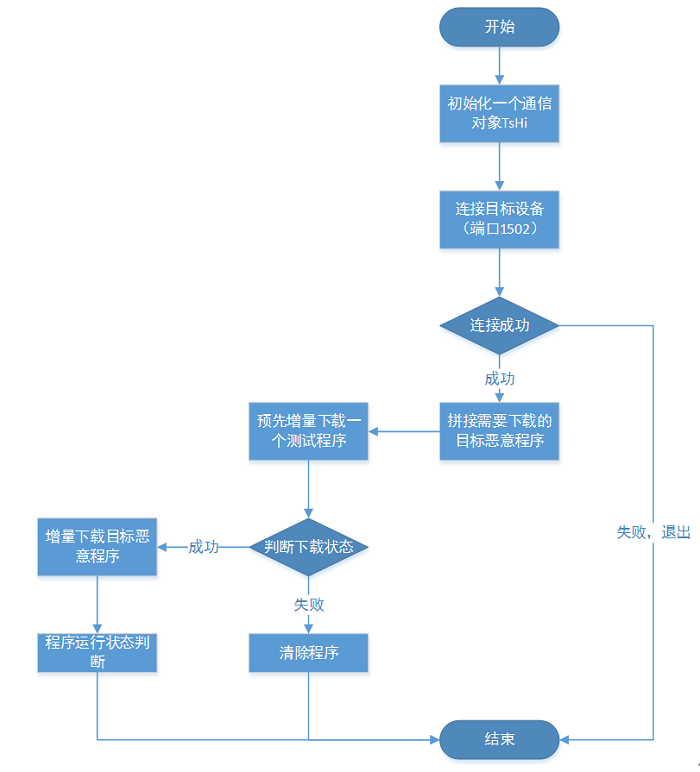 开始
初始化一个通信
对象TsHi
连接目标设备
（端口1502）
连接成功
成功
拼接需要下载的
目标恶意程序
预先增量下载一
个测试程序
判断下载状态
成功
增量下载目标恶
意程序
失败，退出
失败
程序运行状态判
断
清除程序
结束